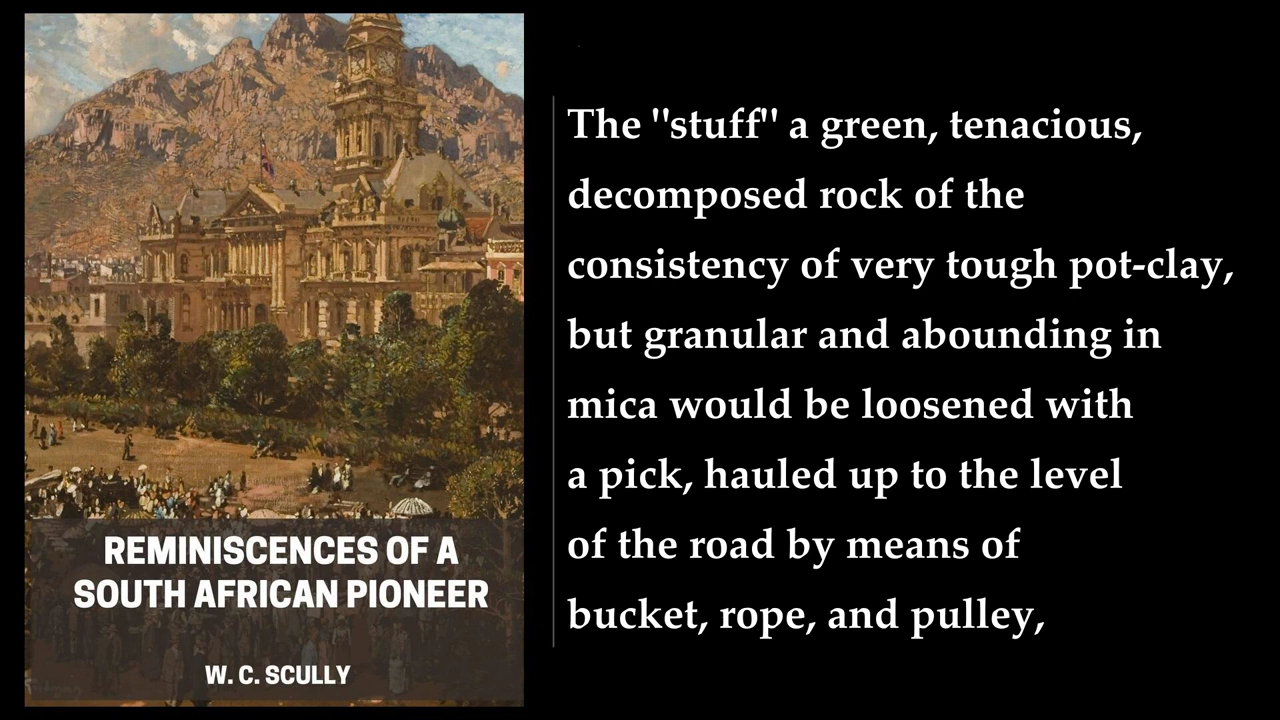 REMINISCENCES OF A
SOUTH AFRICAN PIONEER
W. C. SCULLY
The "stuff" a green, tenacious,
decomposed rock of the
consistency of very tough pot-clay,
but granular and abounding in
mica would be loosened with
a pick, hauled up to the level
of the road by means of
bucket, rope, and pulley,